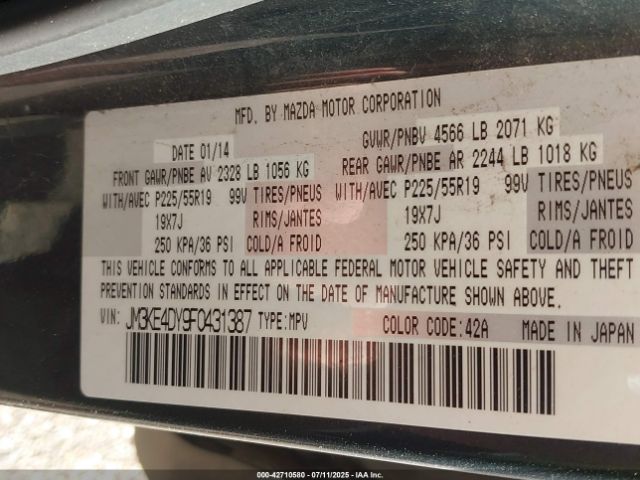 MFD. BY MAZDA MOTOR CORPORATION
DATE 01/14 GVWR/PNBV 4566 LB 2071 KG
FRONT GAWR/PNBE AV 2328 LB 1056 KG REAR GAWR/PNBE AR 2244 LB 1018 KG
WITH/AVEC P225/55R19 99V TIRES/PNEUS WITH/AVEC P225/55R19 99V TIRES/PNEUS
19X7J RIMS/JANTES 19X7J RIMS/JANTES
250 KPA/36 PSI COLD/A FROID 250 KPA/36 PSI COLD/A FROID
THIS VEHICLE CONFORMS TO ALL APPLICABLE FEDERAL MOTOR VEHICLE SAFETY AND THEFT
PREVENTION STANDARDS IN EFFECT ON THE DATE OF MANUFACTURE SHOWN ABOVE.
VIN: JM3KE4DY9F0431387 TYPE:MPV COLOR CODE:42A MADE IN JAPAN
000-42710580 - 07/11/2025 - IAA Inc.